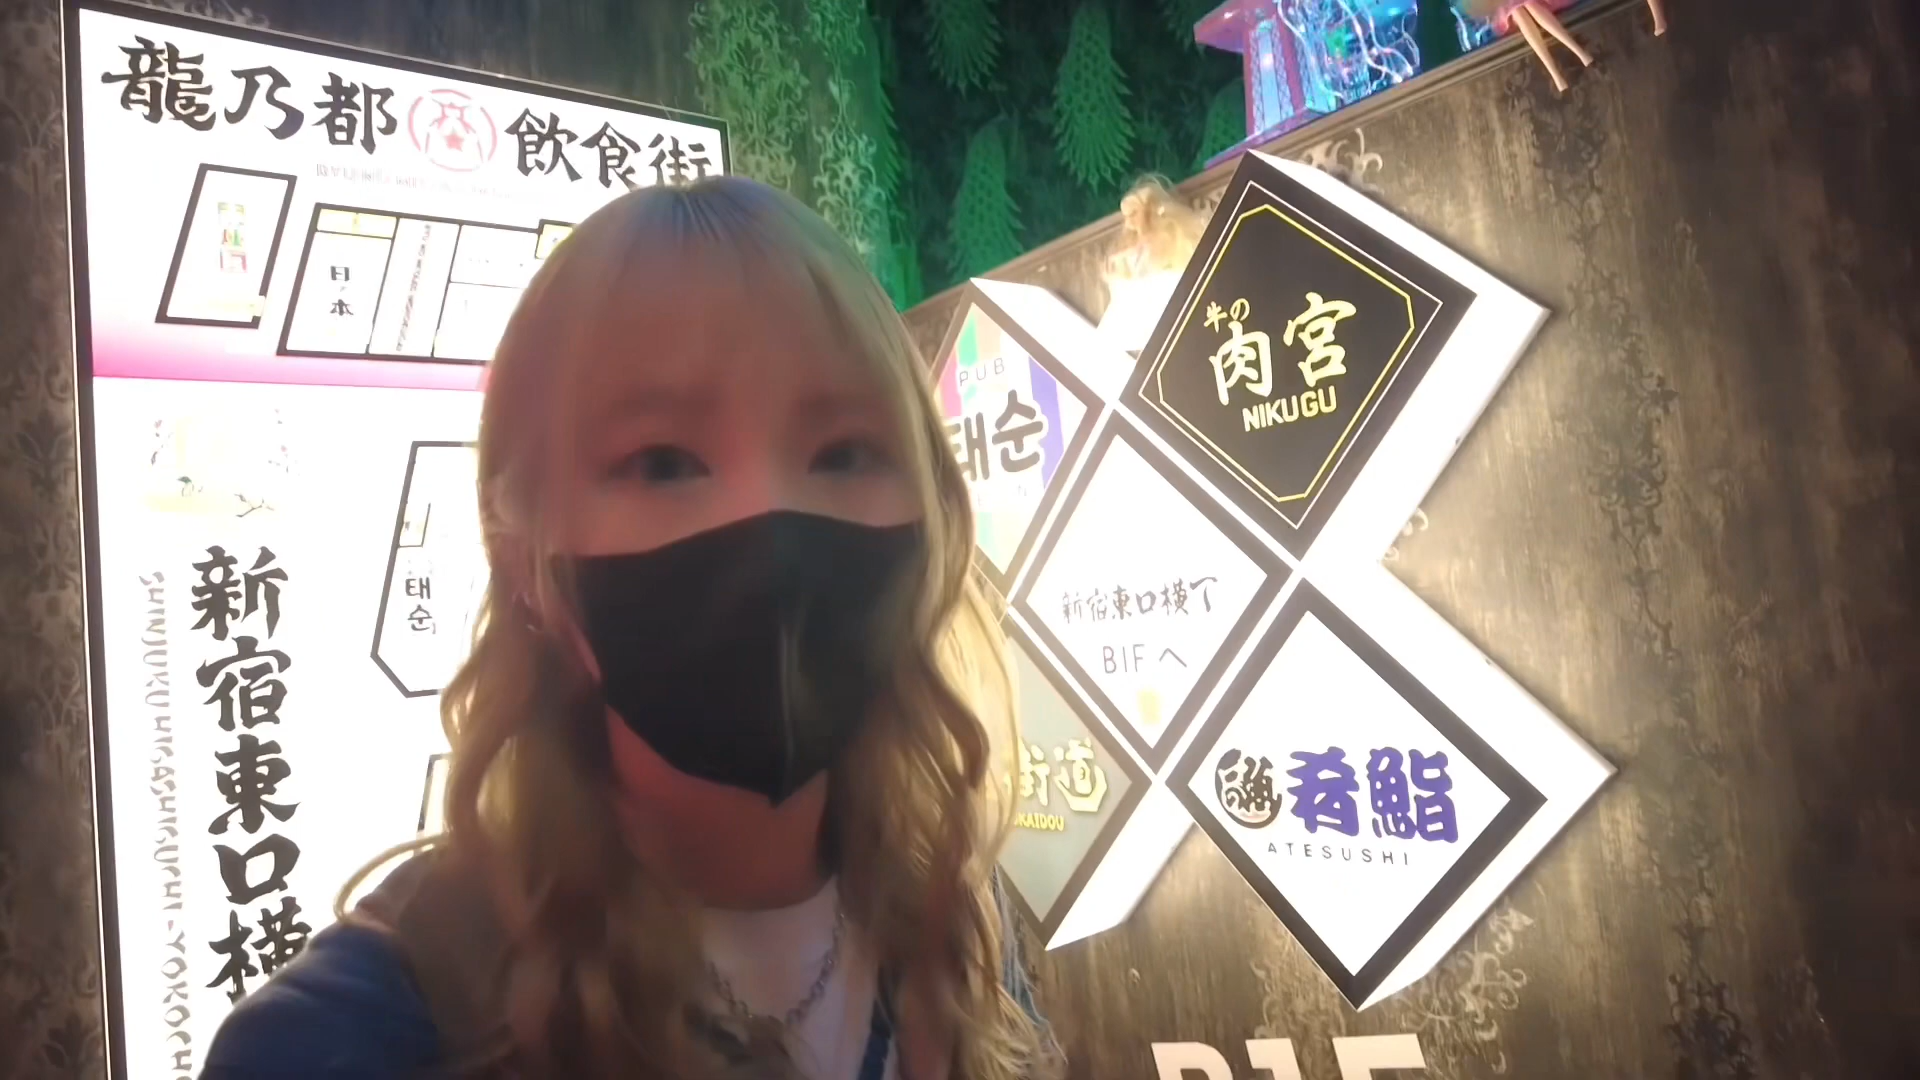 龍乃都 飲食街
日本
태순
新宿東口横
SHINJUKU HIGASHIGUCHI YOKOCH
PUB
태순
牛の
肉宮
NIKUGU
新宿東口横丁
B1F へ
街道
KAIDOU
肴鮨
ATESUSHI
B1F